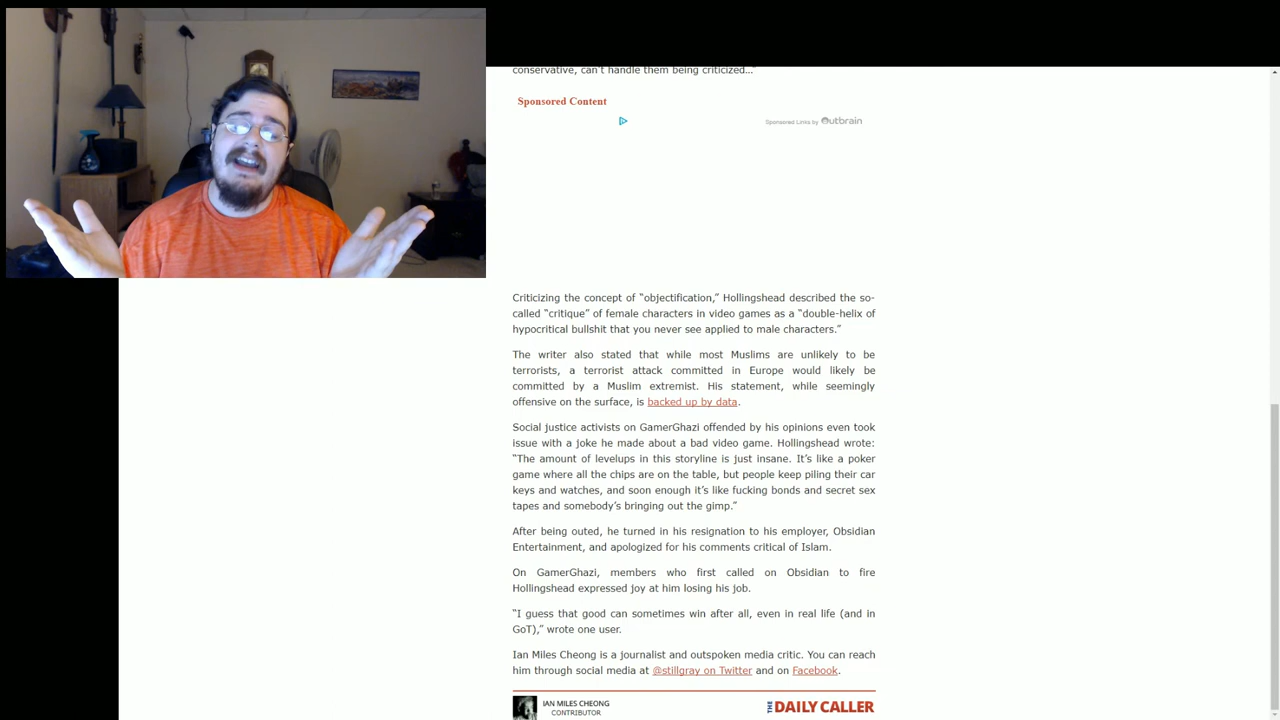 conservative, can't handle them being criticized..."
Sponsored Content
Sponsored Links by Outbrain
Criticizing the concept of "objectification," Hollingshead described the so-
called "critique" of female characters in video games as a "double-helix of
hypocritical bullshit that you never see applied to male characters."
The writer also stated that while most Muslims are unlikely to be
terrorists, a terrorist attack committed in Europe would likely be
committed by a Muslim extremist. His statement, while seemingly
offensive on the surface, is backed up by data.
Social justice activists on GamerGhazi offended by his opinions even took
issue with a joke he made about a bad video game. Hollingshead wrote:
"The amount of levelups in this storyline is just insane. It's like a poker
game where all the chips are on the table, but people keep piling their car
keys and watches, and soon enough it's like fucking bonds and secret sex
tapes and somebody's bringing out the gimp."
After being outed, he turned in his resignation to his employer, Obsidian
Entertainment, and apologized for his comments critical of Islam.
On GamerGhazi, members who first called on Obsidian to fire
Hollingshead expressed joy at him losing his job.
"I guess that good can sometimes win after all, even in real life (and in
GoT)," wrote one user.
Ian Miles Cheong is a journalist and outspoken media critic. You can reach
him through social media at @stillgray on Twitter and on Facebook.
IAN MILES CHEONG
CONTRIBUTOR
THE DAILY CALLER